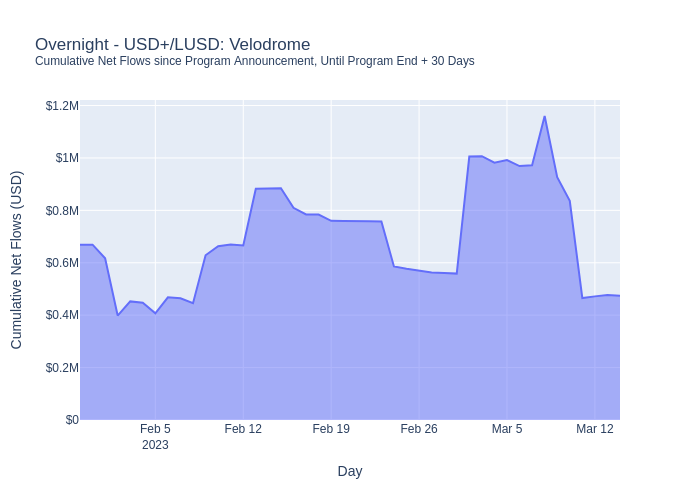 Overnight - USD+/LUSD: Velodrome
Cumulative Net Flows since Program Announcement, Until Program End + 30 Days
Cumulative Net Flows (USD)
$1.2M
$1M
$0.8M
$0.6M
$0.4M
$0.2M
$0
Feb 5 Feb 12 Feb 19 Feb 26 Mar 5 Mar 12
2023
Day